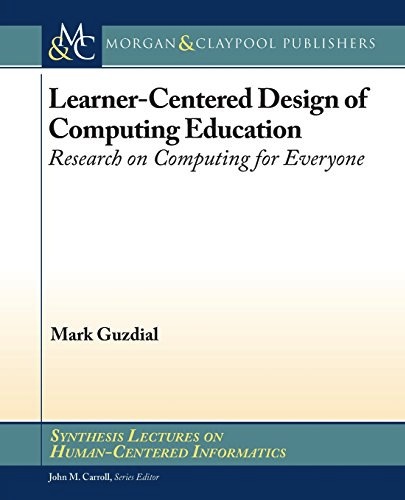 M
&C
MORGAN & CLAYPOOL PUBLISHERS
Learner-Centered Design of
Computing Education
Research on Computing for Everyone
Mark Guzdial
SYNTHESIS LECTURES ON
HUMAN-CENTERED INFORMATICS
John M. Carroll, Series Editor